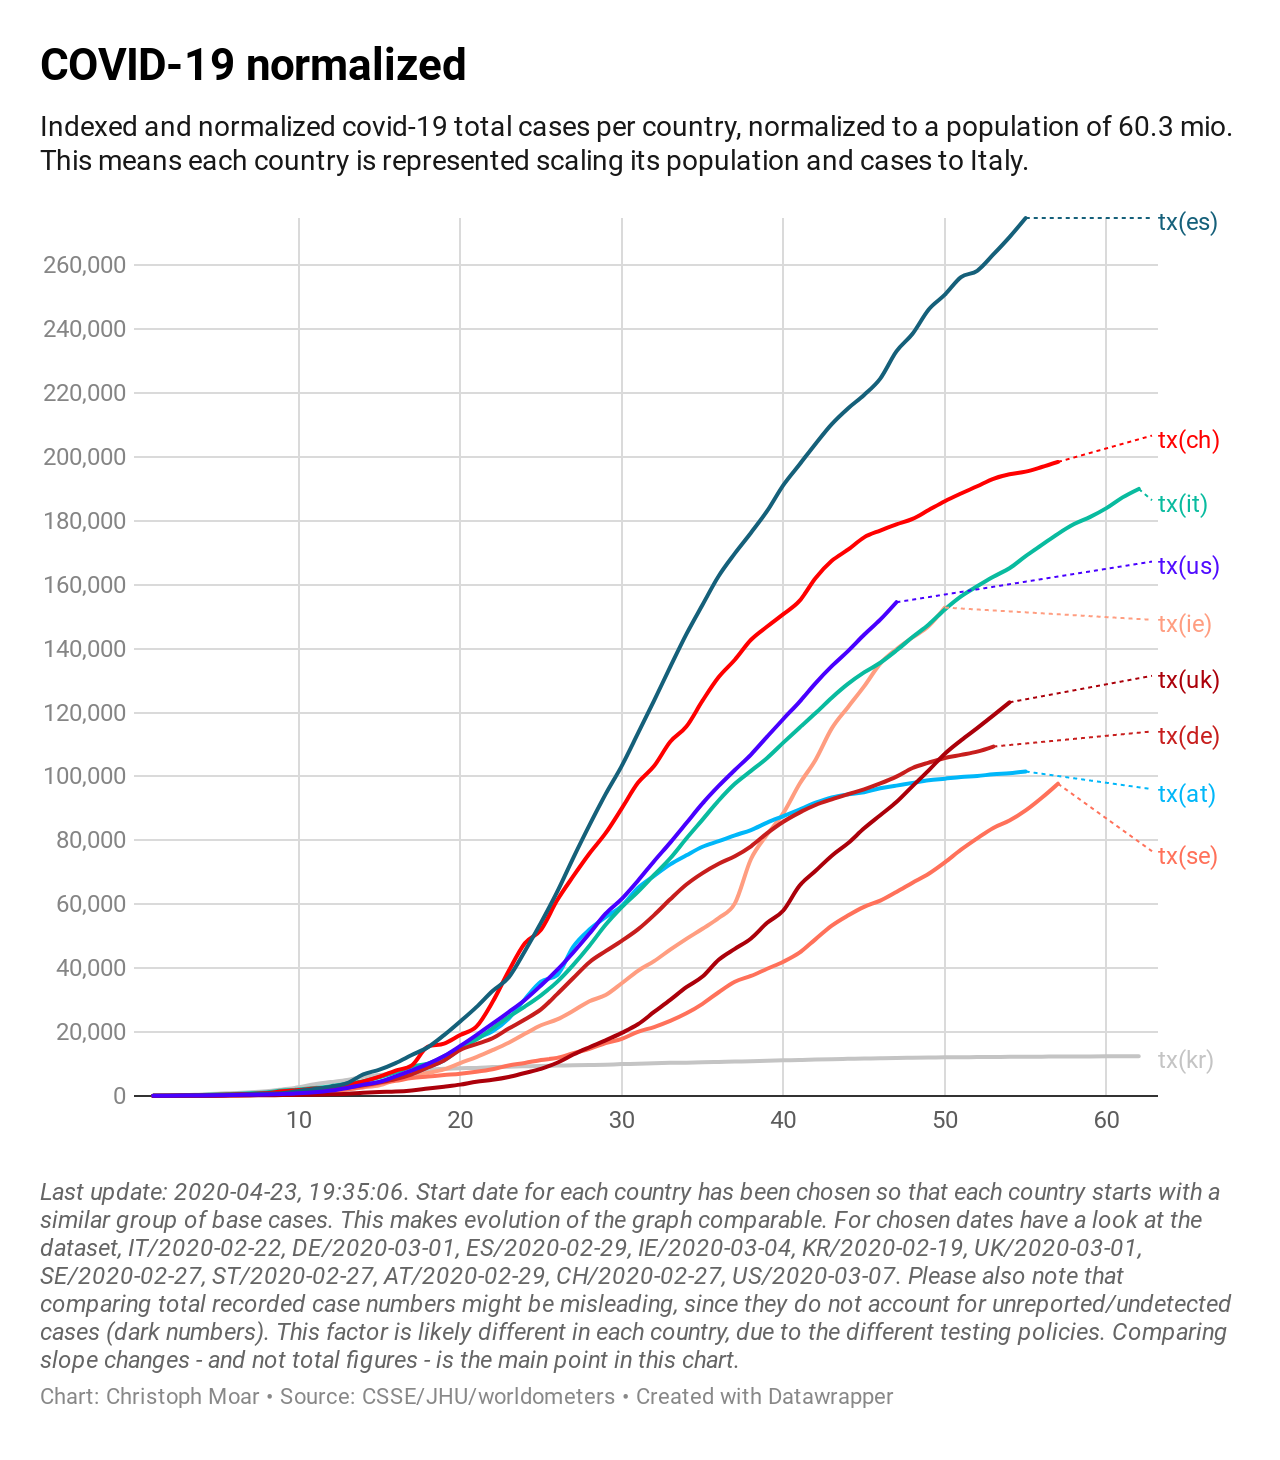 COVID-19 normalized
Indexed and normalized covid-19 total cases per country, normalized to a population of 60.3 mio.
This means each country is represented scaling its population and cases to Italy.
tx(es)
260,000
240,000
220,000
200,000
tx(ch)
180,000
tx(it)
160,000
tx(us)
140,000
tx(ie)
120,000
tx(uk)
100,000
tx(de)
80,000
tx(at)
60,000
tx(se)
40,000
20,000
tx(kr)
0
10
20
30
40
50
60
Last update: 2020-04-23, 19:35:06. Start date for each country has been chosen so that each country starts with a
similar group of base cases. This makes evolution of the graph comparable. For chosen dates have a look at the
dataset, IT/2020-02-22, DE/2020-03-01, ES/2020-02-29, IE/2020-03-04, KR/2020-02-19, UK/2020-03-01,
SE/2020-02-27, ST/2020-02-27, AT/2020-02-29, CH/2020-02-27, US/2020-03-07. Please also note that
comparing total recorded case numbers might be misleading, since they do not account for unreported/undetected
cases (dark numbers). This factor is likely different in each country, due to the different testing policies. Comparing
slope changes - and not total figures - is the main point in this chart.
Chart: Christoph Moar • Source: CSSE/JHU/worldometers • Created with Datawrapper